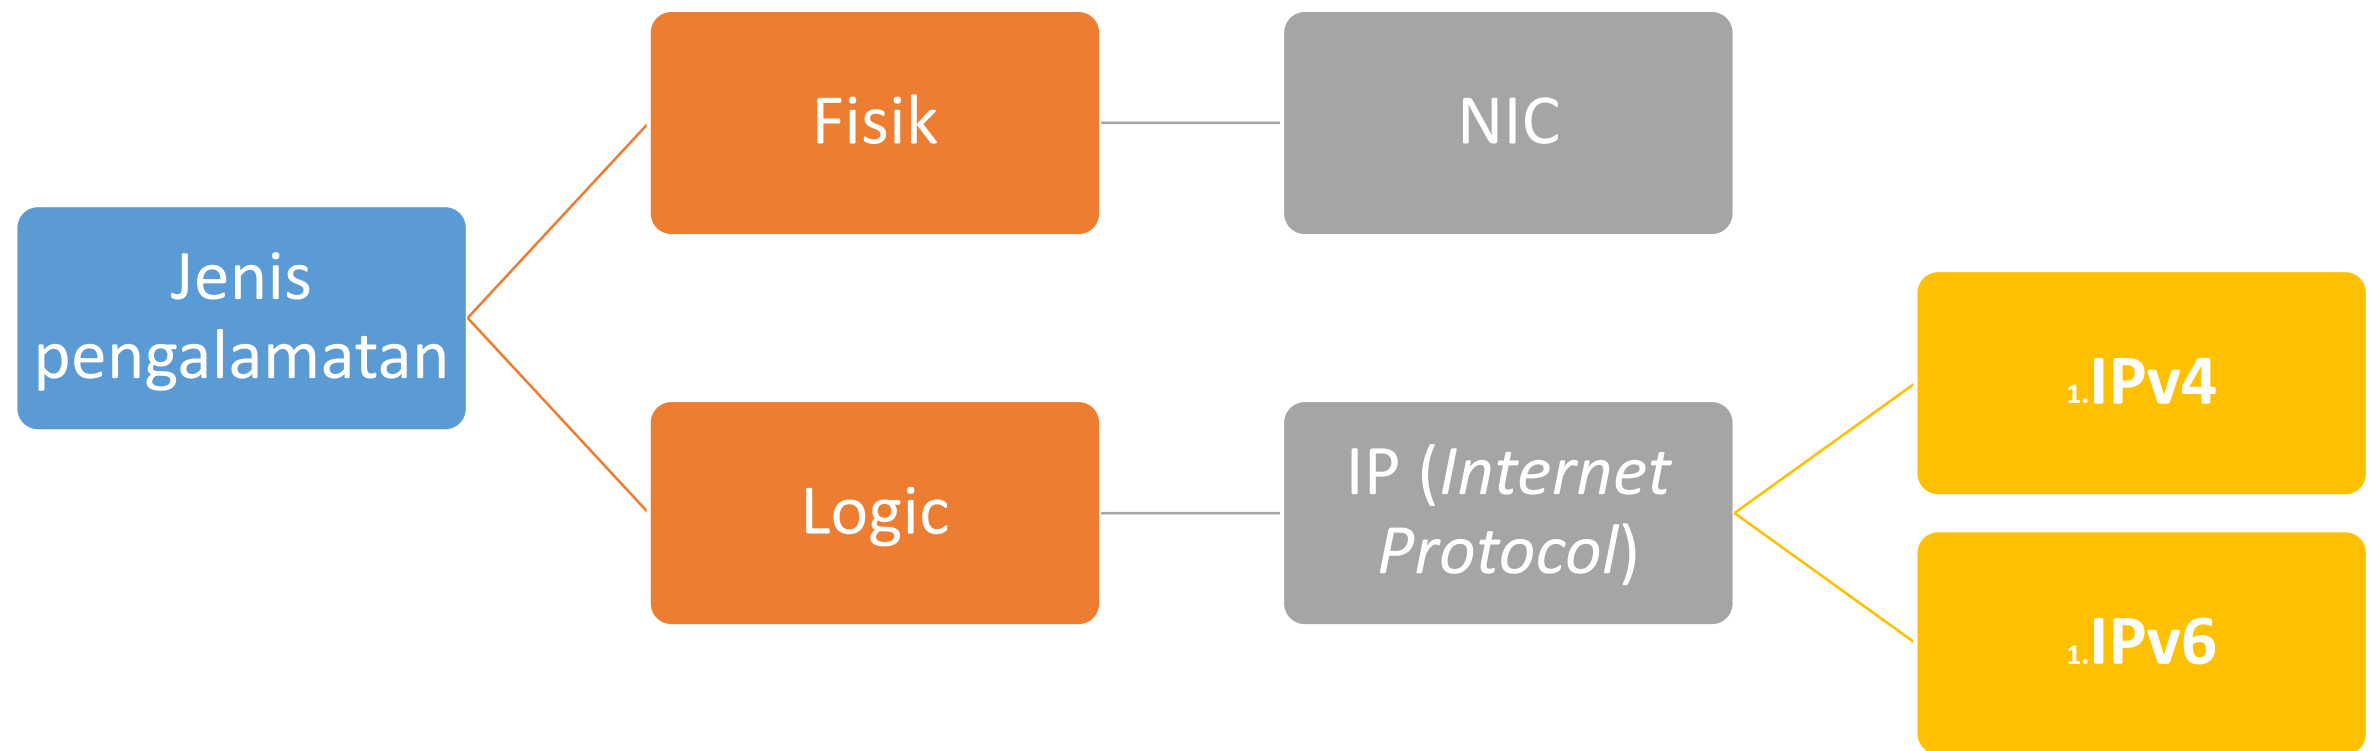 Jenis
pengalamatan
Fisik
NIC
Logic
IP (Internet
Protocol)
1.IPv4
1.IPv6